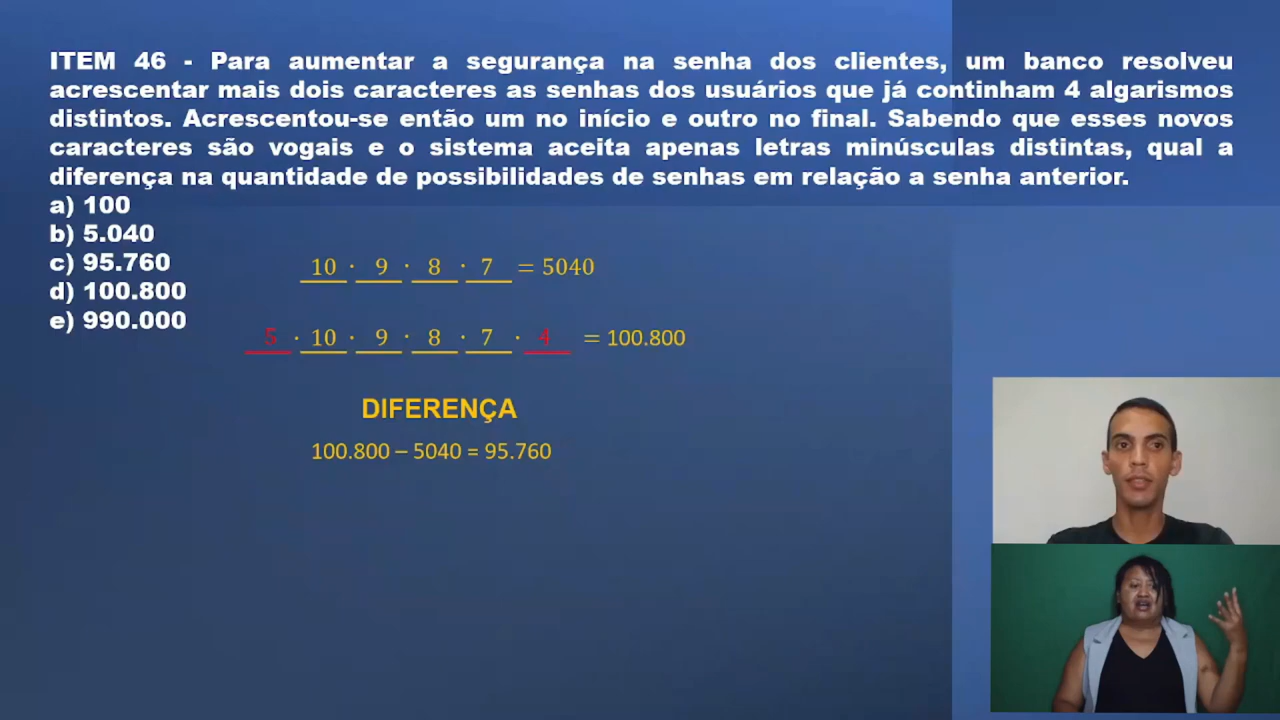 ITEM 46 - Para aumentar a segurança na senha dos clientes, um banco resolveu
acrescentar mais dois caracteres as senhas dos usuários que já continham 4 algarismos
distintos. Acrescentou-se então um no início e outro no final. Sabendo que esses novos
caracteres são vogais e o sistema aceita apenas letras minúsculas distintas, qual a
diferença na quantidade de possibilidades de senhas em relação a senha anterior.
a) 100
b) 5.040
c) 95.760
d) 100.800
e) 990.000
10 · 9 · 8 · 7 = 5040
5 · 10 · 9 · 8 · 7 · 4 = 100.800
DIFERENÇA
100.800 – 5040 = 95.760